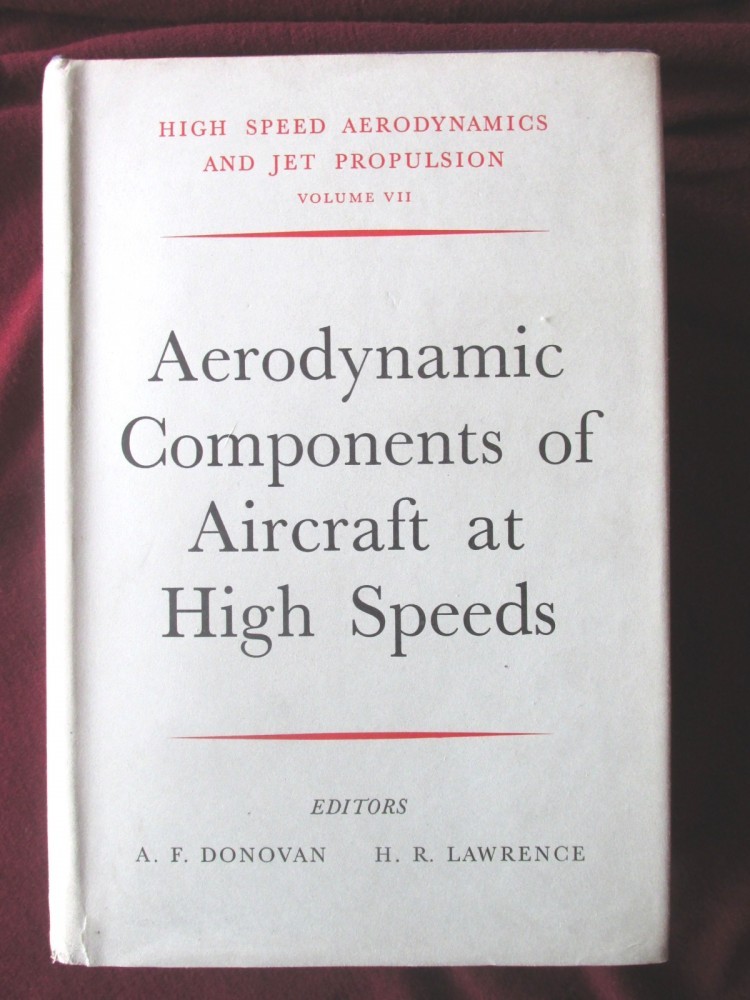 HIGH SPEED AERODYNAMICS
AND JET PROPULSION
VOLUME VII
Aerodynamic
Components of
Aircraft at
High Speeds
EDITORS
A. F. DONOVAN H. R. LAWRENCE